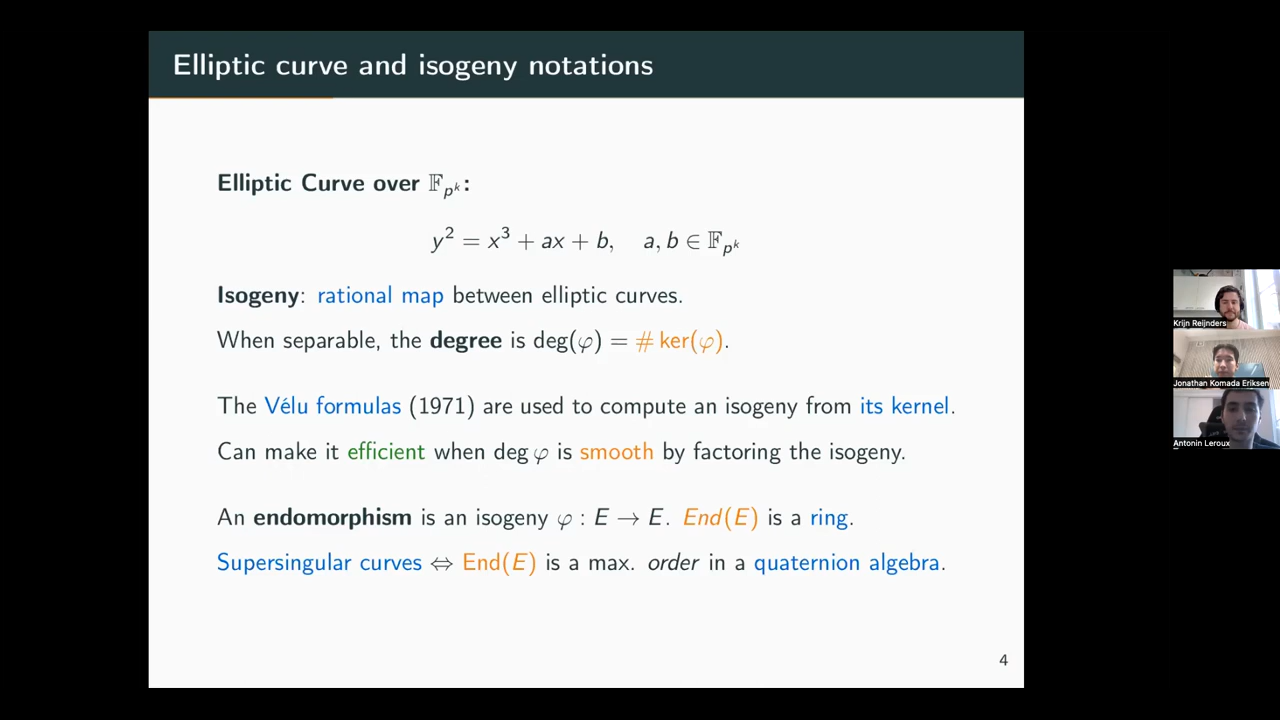 Elliptic curve and isogeny notations
Elliptic Curve over 𝔽_{p^k}:
y² = x³ + ax + b,   a, b ∈ 𝔽_{p^k}
Isogeny: rational map between elliptic curves.
When separable, the degree is deg(φ) = # ker(φ).
The Vélu formulas (1971) are used to compute an isogeny from its kernel.
Can make it efficient when deg φ is smooth by factoring the isogeny.
An endomorphism is an isogeny φ : E → E. End(E) is a ring.
Supersingular curves ⇔ End(E) is a max. order in a quaternion algebra.
4
Krijn Reijnders
Jonathan Komada Eriksen
Antonin Leroux